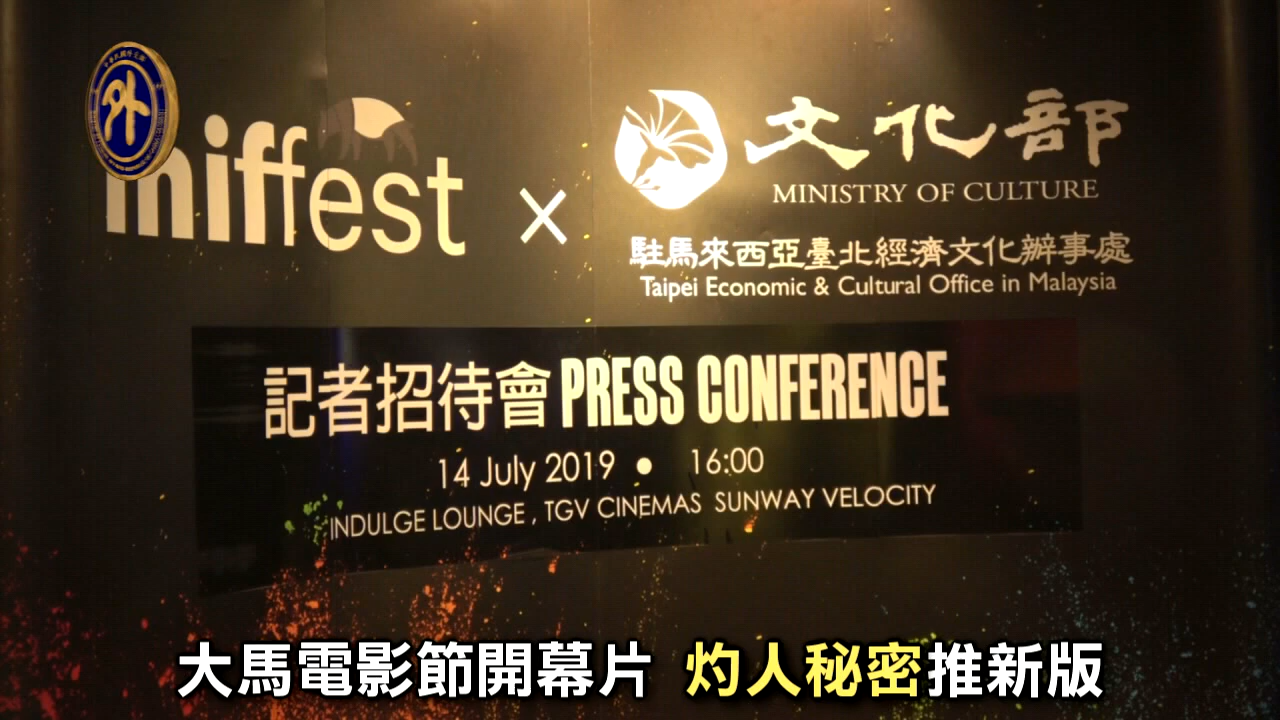 外
miffest × 文化部
MINISTRY OF CULTURE
駐馬來西亞臺北經濟文化辦事處
Taipei Economic & Cultural Office in Malaysia
記者招待會 PRESS CONFERENCE
14 July 2019 ● 16:00
INDULGE LOUNGE , TGV CINEMAS SUNWAY VELOCITY
大馬電影節開幕片 灼人秘密推新版